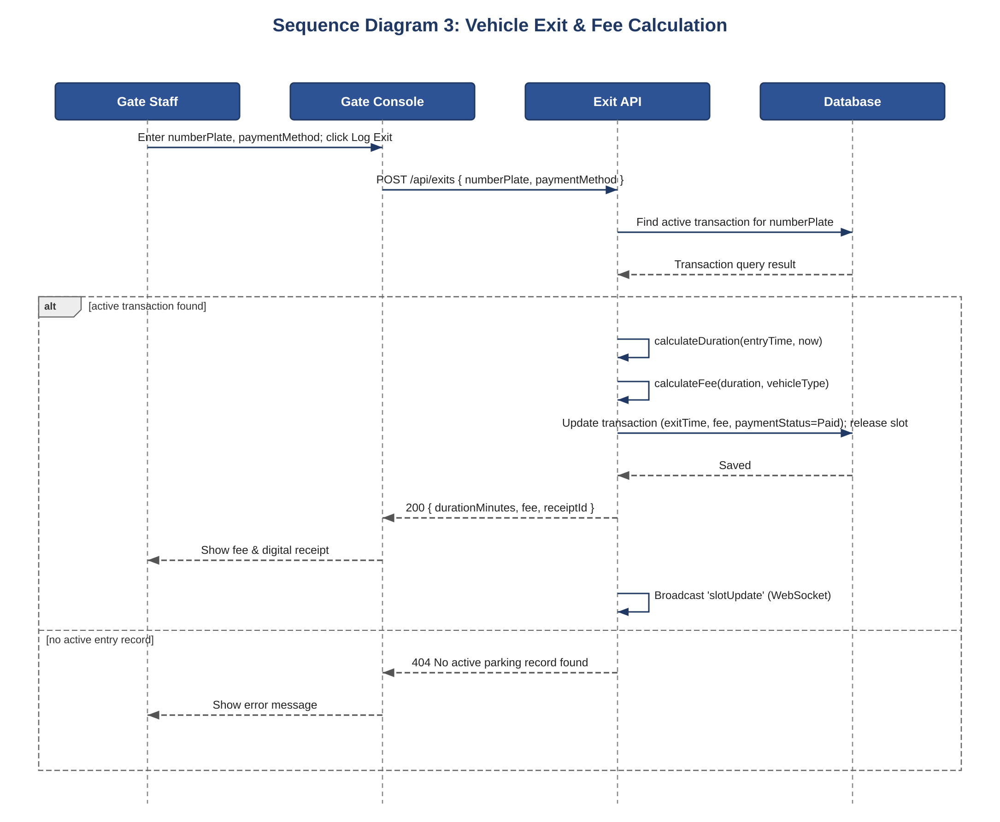 Sequence Diagram 3: Vehicle Exit & Fee Calculation
Gate Staff
Gate Console
Exit API
Database
Enter numberPlate, paymentMethod; click Log Exit
POST /api/exits { numberPlate, paymentMethod }
Find active transaction for numberPlate
Transaction query result
alt
[active transaction found]
calculateDuration(entryTime, now)
calculateFee(duration, vehicleType)
Update transaction (exitTime, fee, paymentStatus=Paid); release slot
Saved
200 { durationMinutes, fee, receiptId }
Show fee & digital receipt
Broadcast 'slotUpdate' (WebSocket)
[no active entry record]
404 No active parking record found
Show error message